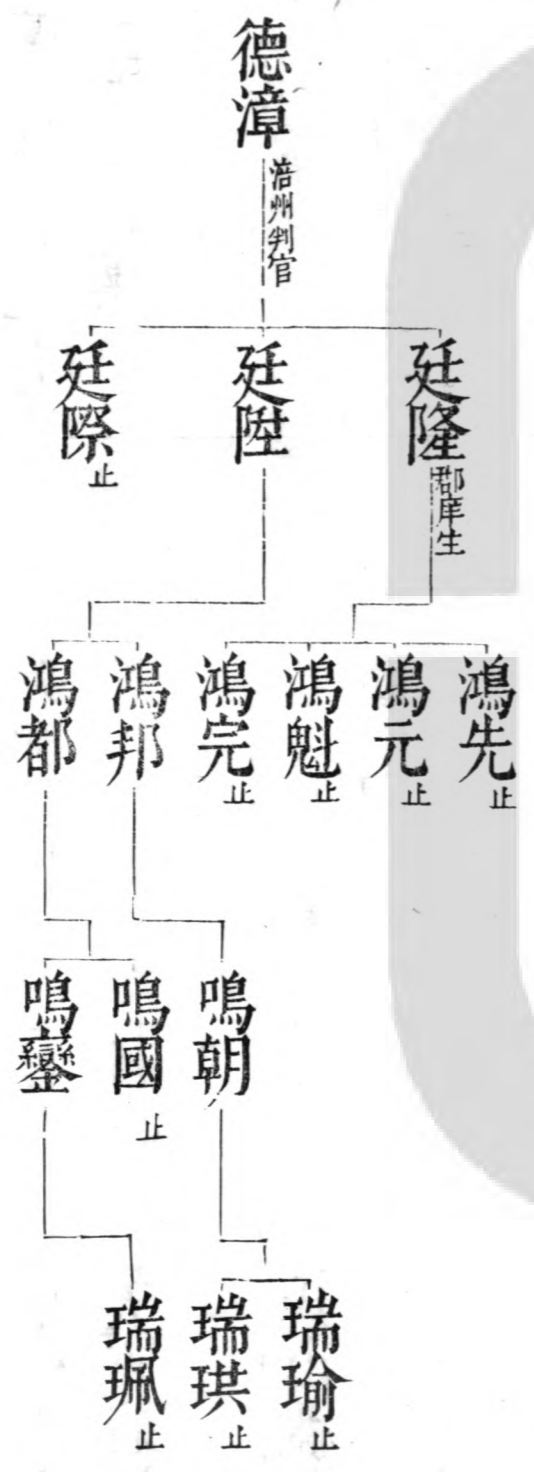 德漳 涪州判官
廷隆 郡庠生
廷陞
廷際 止
鴻先 止
鴻元 止
鴻魁 止
鴻完 止
鴻邦
鴻都
鳴朝
鳴國 止
鳴鑾
瑞瑜 止
瑞珙 止
瑞珮 止